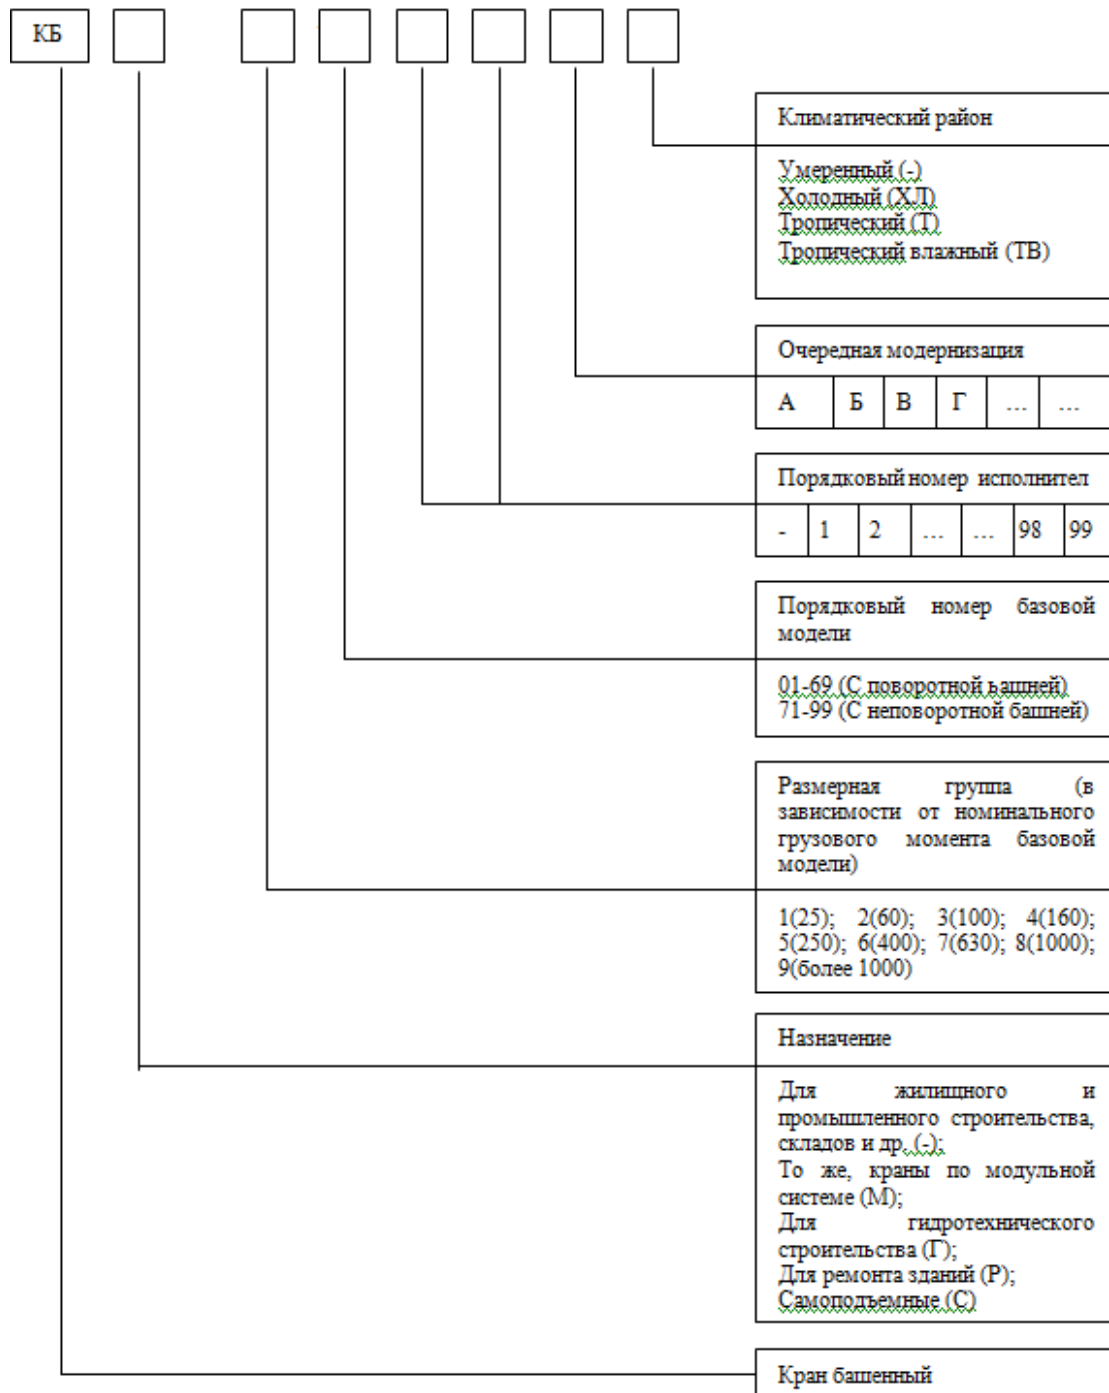 КБ
Климатический район
Умеренный (-)
Холодный (ХЛ)
Тропический (Т)
Тропический влажный (ТВ)
Очередная модернизация
А Б В Г ... ...
Порядковый номер исполнител
- 1 2 ... ... 98 99
Порядковый номер базовой
модели
01-69 (С поворотной ьашней)
71-99 (С неповоротной башней)
Размерная группа (в
зависимости от номинального
грузового момента базовой
модели)
1(25); 2(60); 3(100); 4(160);
5(250); 6(400); 7(630); 8(1000);
9(более 1000)
Назначение
Для жилищного и
промышленного строительства,
складов и др. (-);
То же, краны по модульной
системе (М);
Для гидротехнического
строительства (Г);
Для ремонта зданий (Р);
Самоподъемные (С)
Кран башенный